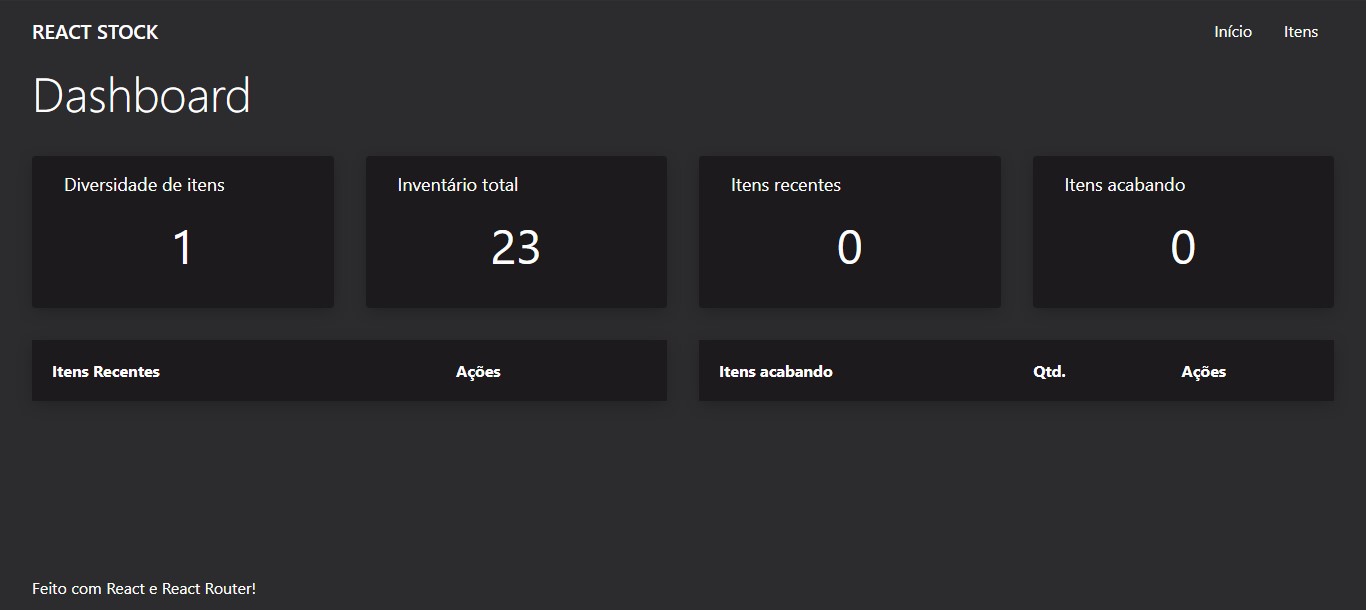 REACT STOCK Início Itens
Dashboard
Diversidade de itens Inventário total Itens recentes Itens acabando
1 23 0 0
Itens Recentes Ações Itens acabando Qtd. Ações
Feito com React e React Router!